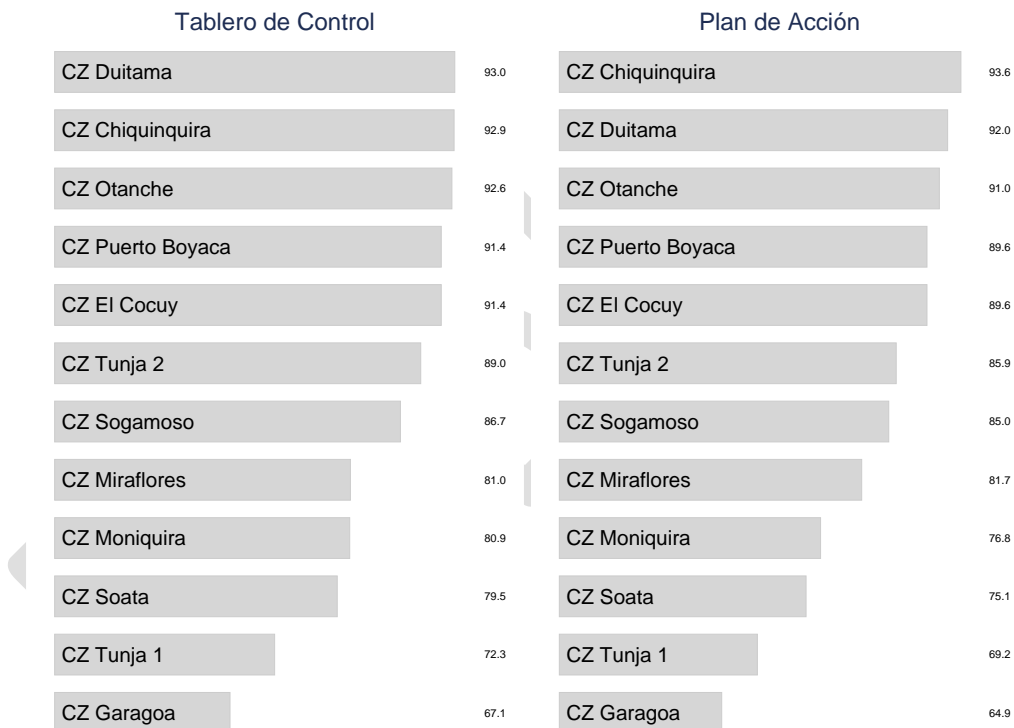 Tablero de Control
CZ Duitama 93.0
CZ Chiquinquira 92.9
CZ Otanche 92.6
CZ Puerto Boyaca 91.4
CZ El Cocuy 91.4
CZ Tunja 2 89.0
CZ Sogamoso 86.7
CZ Miraflores 81.0
CZ Moniquira 80.9
CZ Soata 79.5
CZ Tunja 1 72.3
CZ Garagoa 67.1
Plan de Acción
CZ Chiquinquira 93.6
CZ Duitama 92.0
CZ Otanche 91.0
CZ Puerto Boyaca 89.6
CZ El Cocuy 89.6
CZ Tunja 2 85.9
CZ Sogamoso 85.0
CZ Miraflores 81.7
CZ Moniquira 76.8
CZ Soata 75.1
CZ Tunja 1 69.2
CZ Garagoa 64.9